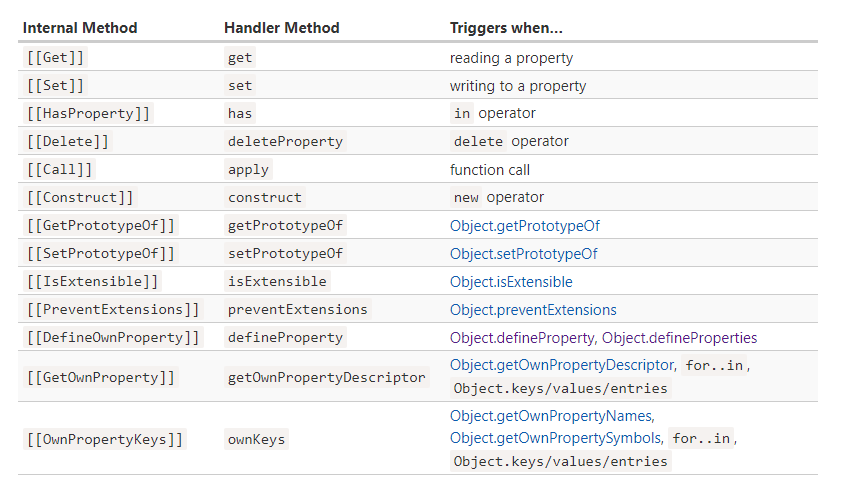 Internal Method Handler Method Triggers when...
[[Get]] get reading a property
[[Set]] set writing to a property
[[HasProperty]] has in operator
[[Delete]] deleteProperty delete operator
[[Call]] apply function call
[[Construct]] construct new operator
[[GetPrototypeOf]] getPrototypeOf Object.getPrototypeOf
[[SetPrototypeOf]] setPrototypeOf Object.setPrototypeOf
[[IsExtensible]] isExtensible Object.isExtensible
[[PreventExtensions]] preventExtensions Object.preventExtensions
[[DefineOwnProperty]] defineProperty Object.defineProperty, Object.defineProperties
[[GetOwnProperty]] getOwnPropertyDescriptor Object.getOwnPropertyDescriptor, for..in,
Object.keys/values/entries
[[OwnPropertyKeys]] ownKeys Object.getOwnPropertyNames,
Object.getOwnPropertySymbols, for..in,
Object.keys/values/entries